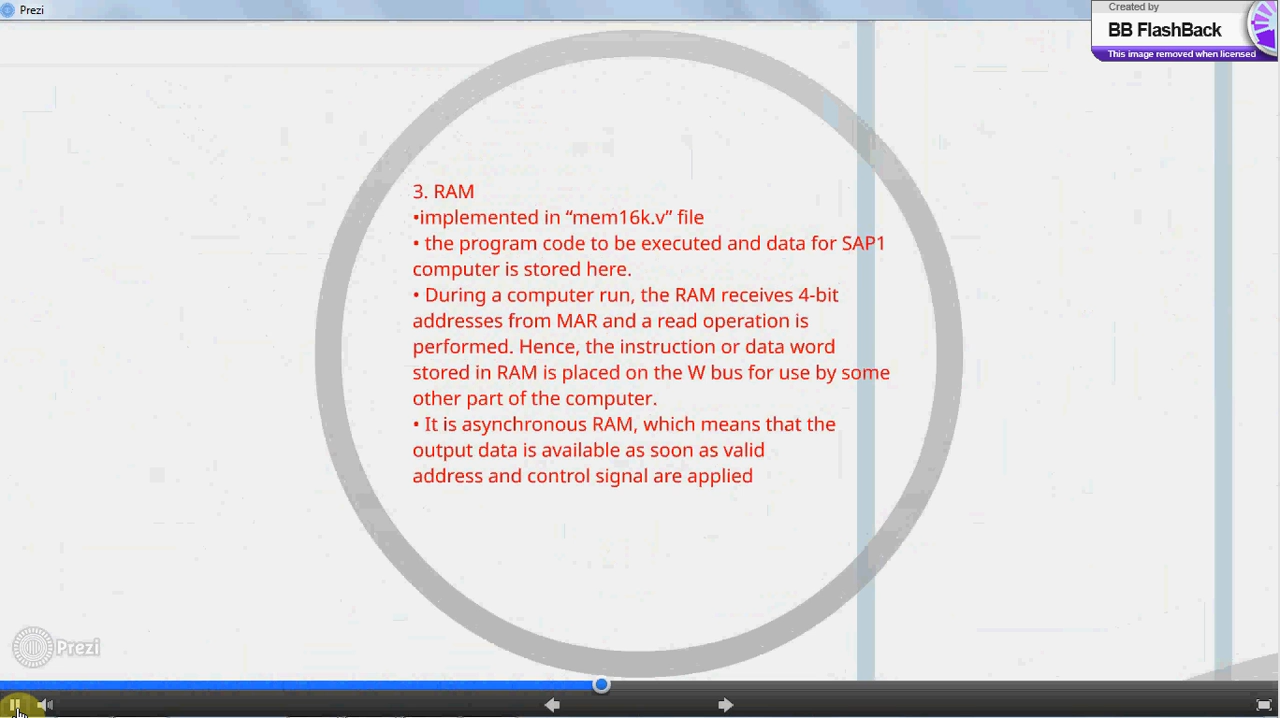 Prezi
Created by
BB FlashBack
This image removed when licensed
3. RAM
•implemented in “mem16k.v” file
• the program code to be executed and data for SAP1
computer is stored here.
• During a computer run, the RAM receives 4-bit
addresses from MAR and a read operation is
performed. Hence, the instruction or data word
stored in RAM is placed on the W bus for use by some
other part of the computer.
• It is asynchronous RAM, which means that the
output data is available as soon as valid
address and control signal are applied
Prezi